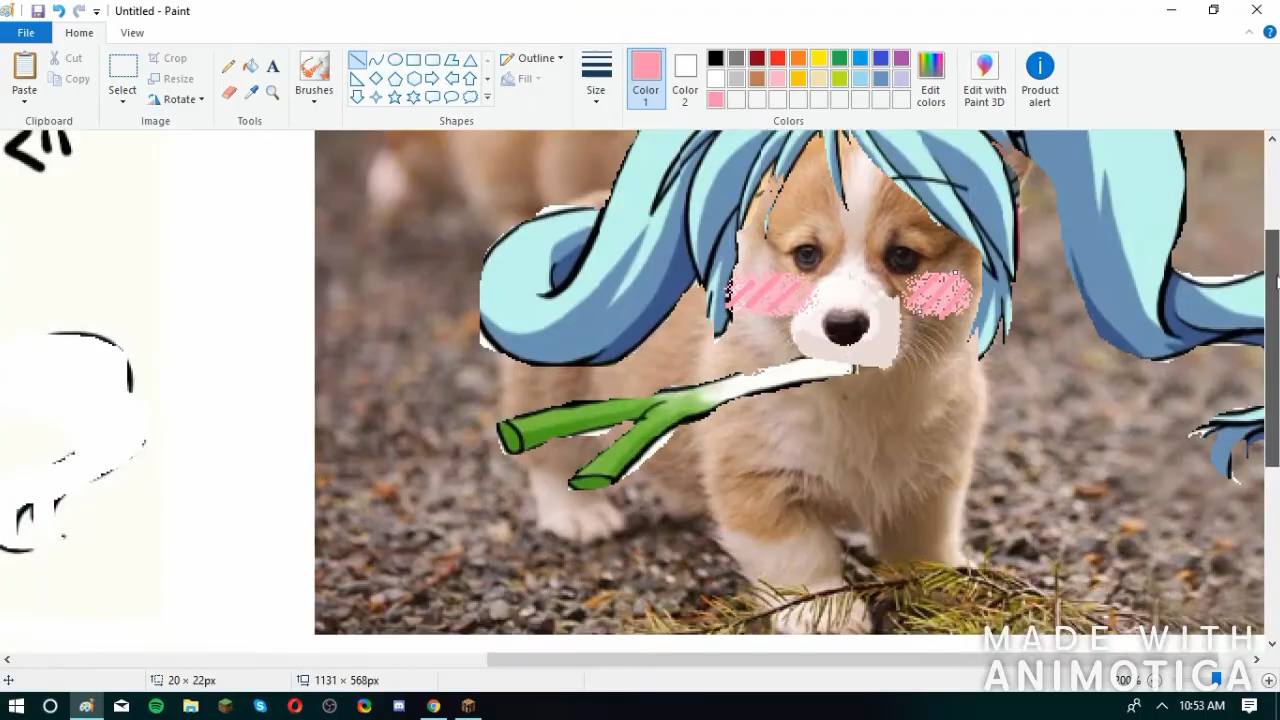 Untitled - Paint
File
Home
View
Paste
Cut
Copy
Clipboard
Select
Crop
Resize
Rotate
Image
A
Tools
Brushes
Shapes
Outline
Fill
Size
Color
1
Color
2
Colors
Edit
colors
Edit with
Paint 3D
Product
alert
MADE WITH
ANIMOTICA
20 × 22px
1131 × 568px
200%
10:53 AM